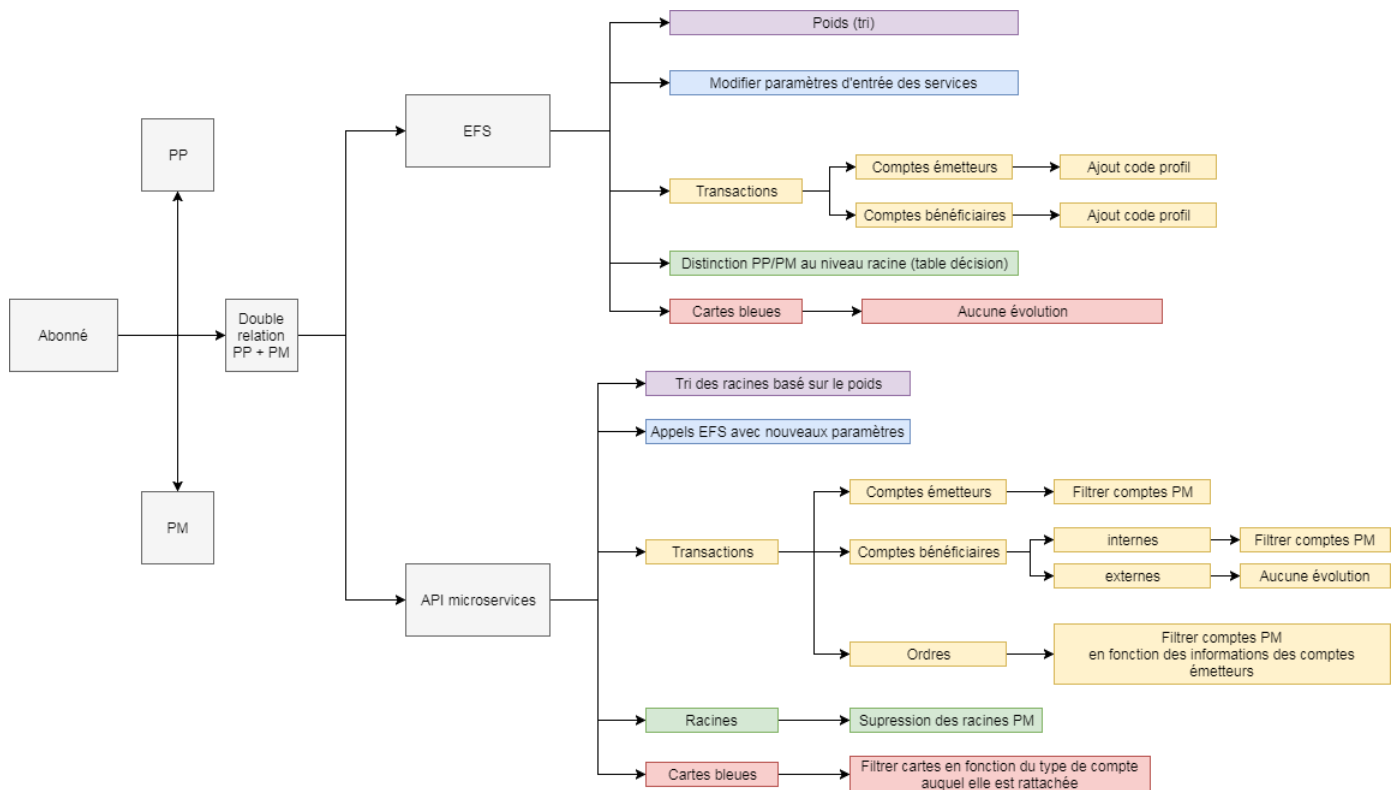 Abonné
PP
Double
relation
PP + PM
PM
EFS
Poids (tri)
Modifier paramètres d'entrée des services
Transactions
Comptes émetteurs
Ajout code profil
Comptes bénéficiaires
Ajout code profil
Distinction PP/PM au niveau racine (table décision)
Cartes bleues
Aucune évolution
API microservices
Tri des racines basé sur le poids
Appels EFS avec nouveaux paramètres
Transactions
Comptes émetteurs
Filtrer comptes PM
Comptes bénéficiaires
internes
Filtrer comptes PM
externes
Aucune évolution
Ordres
Filtrer comptes PM
en fonction des informations des comptes
émetteurs
Racines
Supression des racines PM
Cartes bleues
Filtrer cartes en fonction du type de compte
auquel elle est rattachée